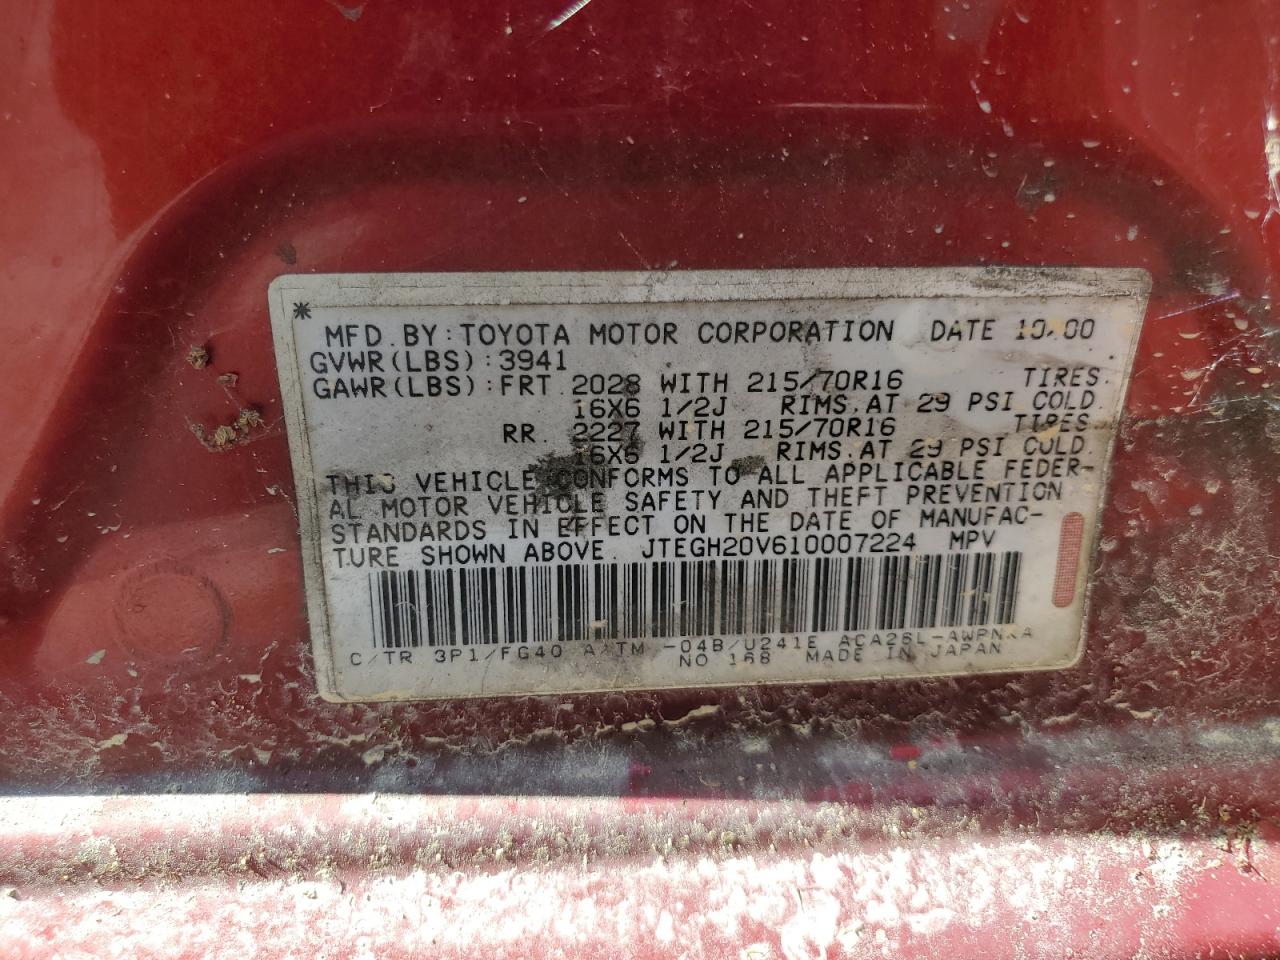 *
MFD. BY: TOYOTA MOTOR CORPORATION DATE 10/00
GVWR(LBS): 3941
GAWR(LBS): FRT 2028 WITH 215/70R16 TIRES.
16X6 1/2J RIMS. AT 29 PSI COLD.
RR. 2227 WITH 215/70R16 TIRES
16X6 1/2J RIMS. AT 29 PSI COLD.
THIS VEHICLE CONFORMS TO ALL APPLICABLE FEDER-
AL MOTOR VEHICLE SAFETY AND THEFT PREVENTION
STANDARDS IN EFFECT ON THE DATE OF MANUFAC-
TURE SHOWN ABOVE. JTEGH20V610007224 MPV
C/TR 3P1/FG40 A/TM -04B/U241E
NO 168 MADE IN JAPAN